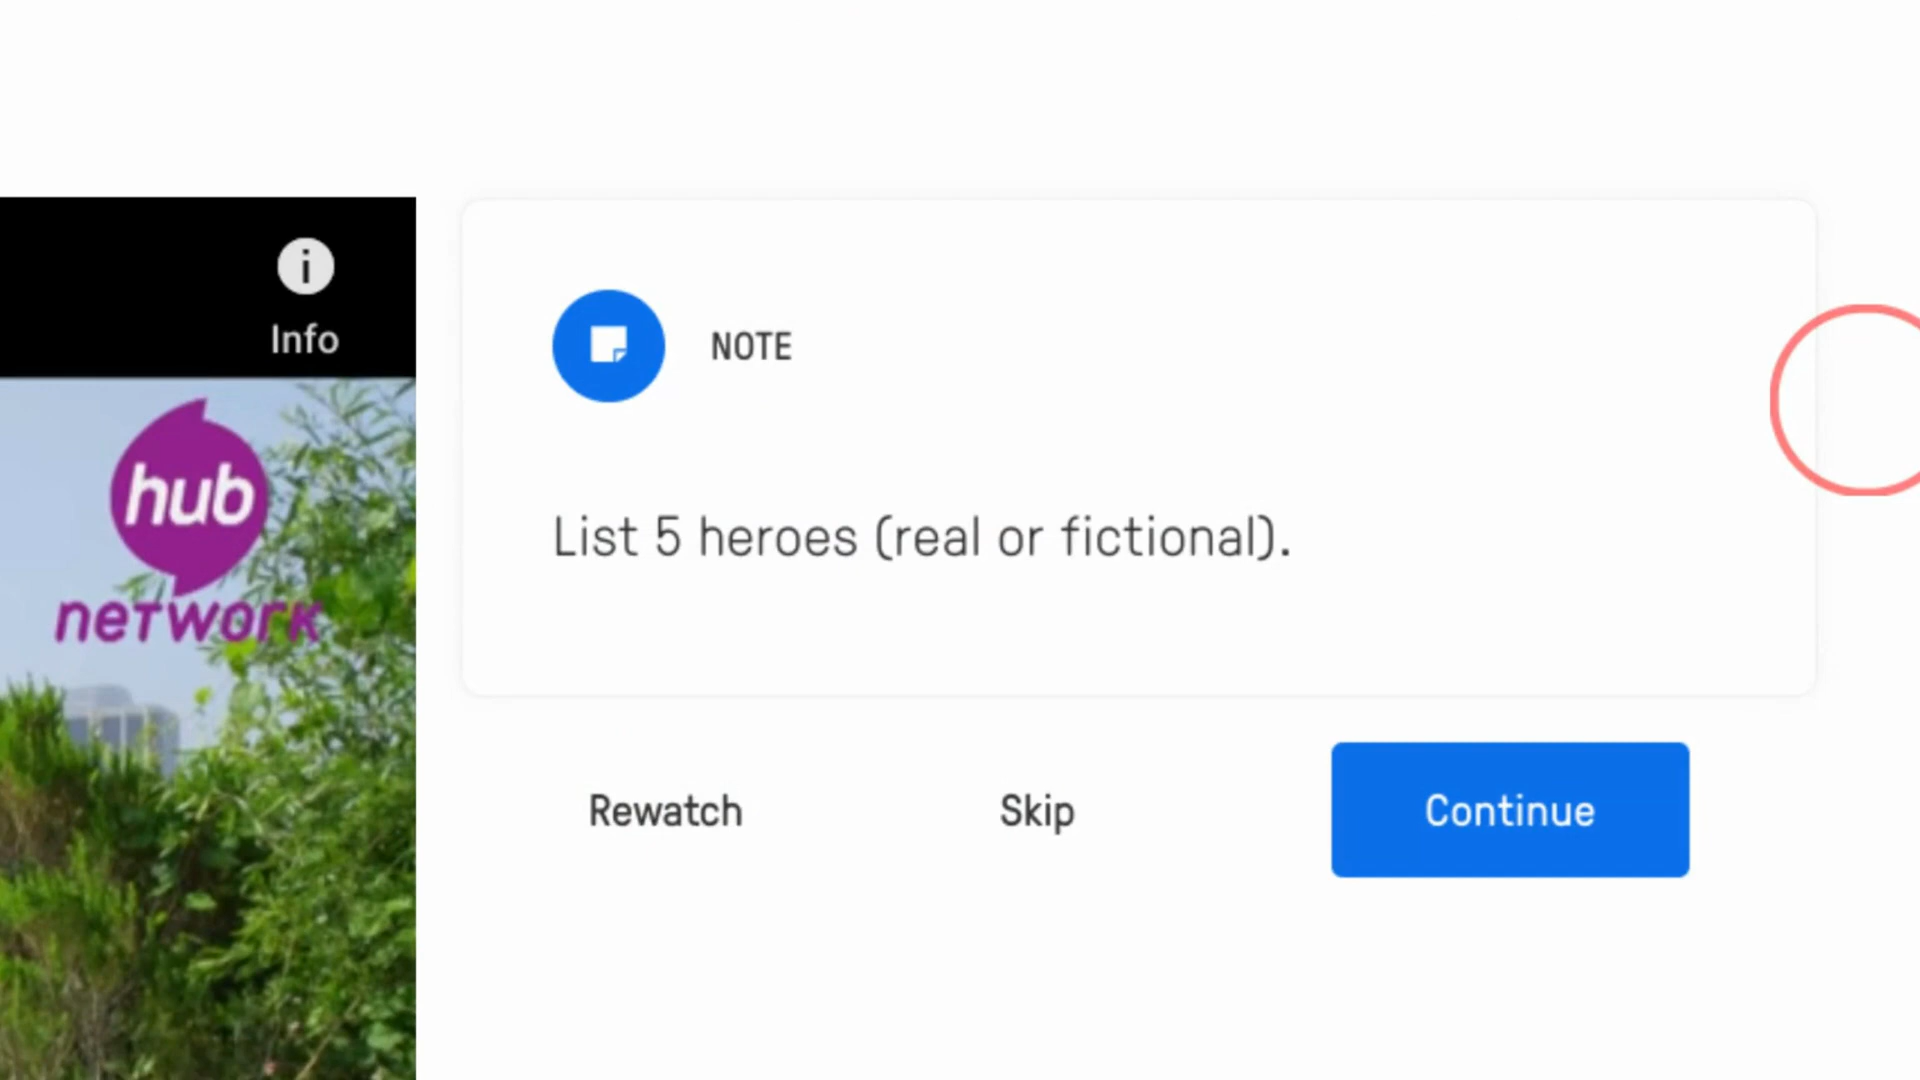 Info
hub
network
NOTE
List 5 heroes (real or fictional).
Rewatch
Skip
Continue